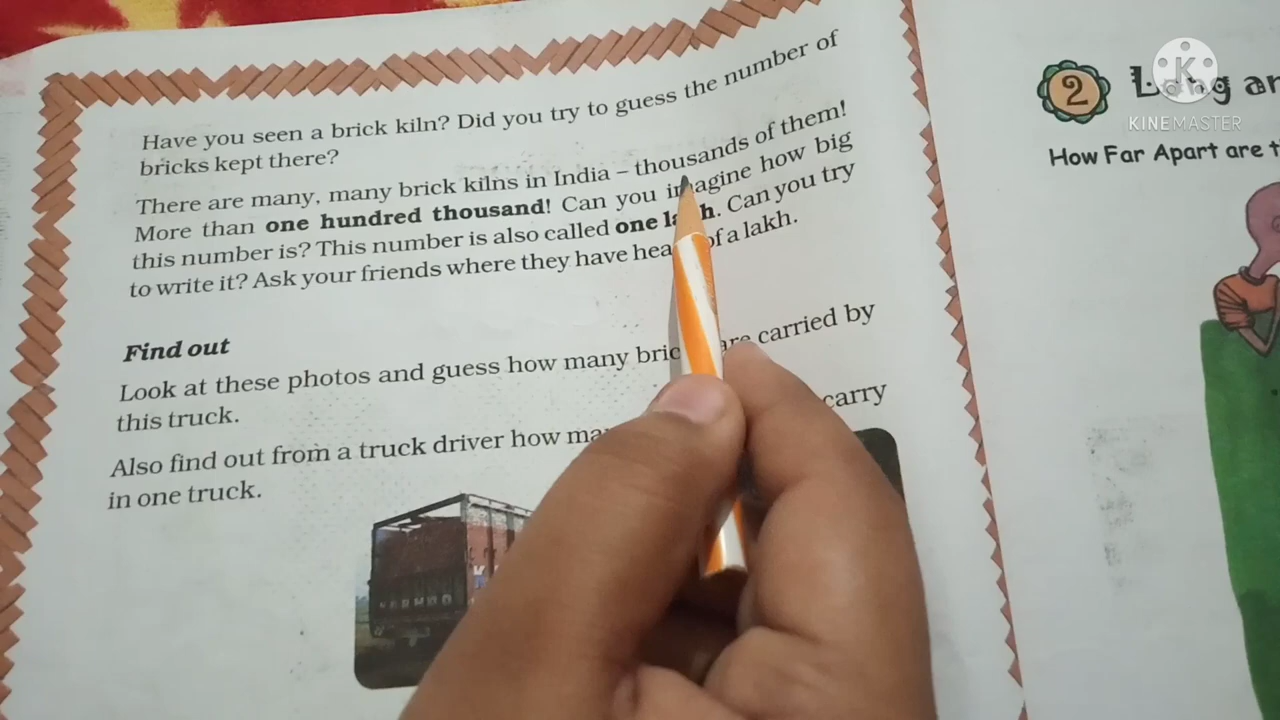 Have you seen a brick kiln? Did you try to guess the number of
bricks kept there?
There are many, many brick kilns in India – thousands of them!
More than one hundred thousand! Can you imagine how big
this number is? This number is also called one lakh. Can you try
to write it? Ask your friends where they have hea of a lakh.
Find out
Look at these photos and guess how many bric are carried by
this truck.
Also find out from a truck driver how ma carry
in one truck.
2 Long an
How Far Apart are t
KINEMASTER